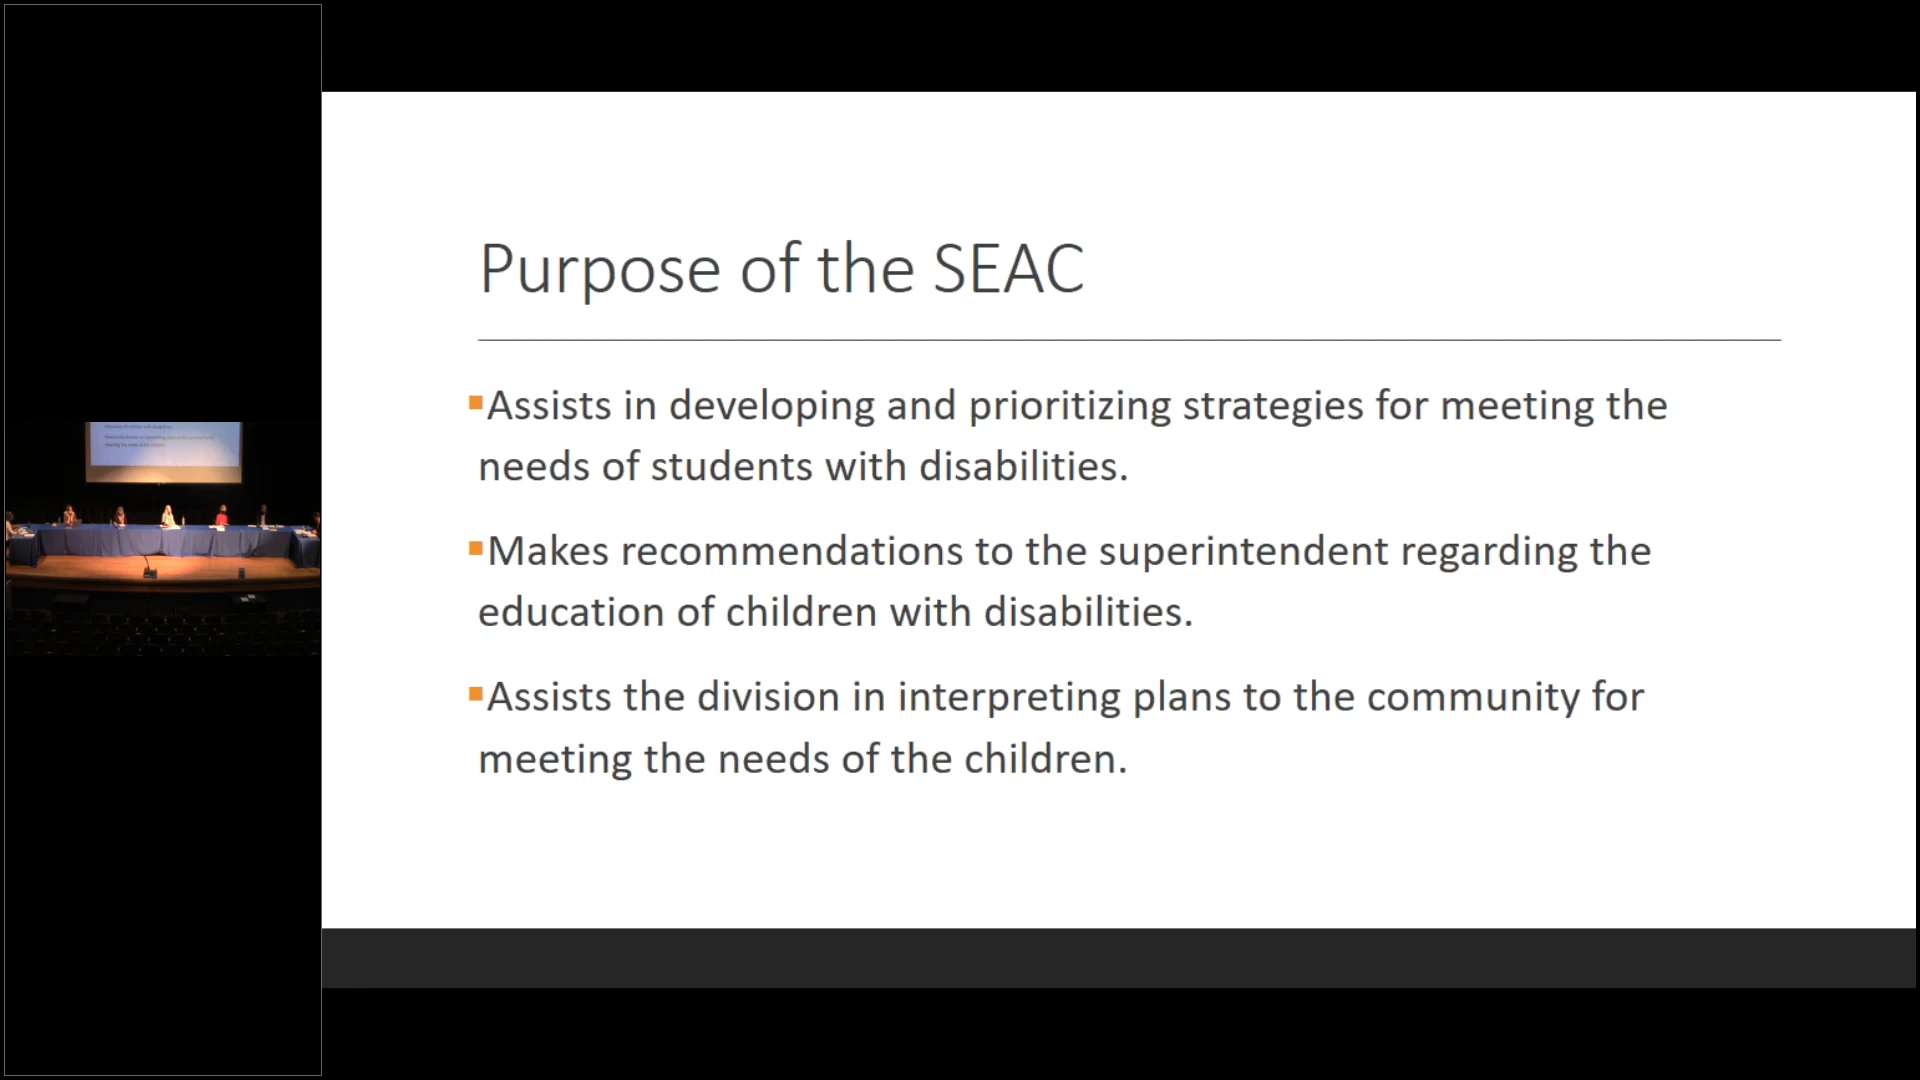 Purpose of the SEAC
▪Assists in developing and prioritizing strategies for meeting the
needs of students with disabilities.
▪Makes recommendations to the superintendent regarding the
education of children with disabilities.
▪Assists the division in interpreting plans to the community for
meeting the needs of the children.